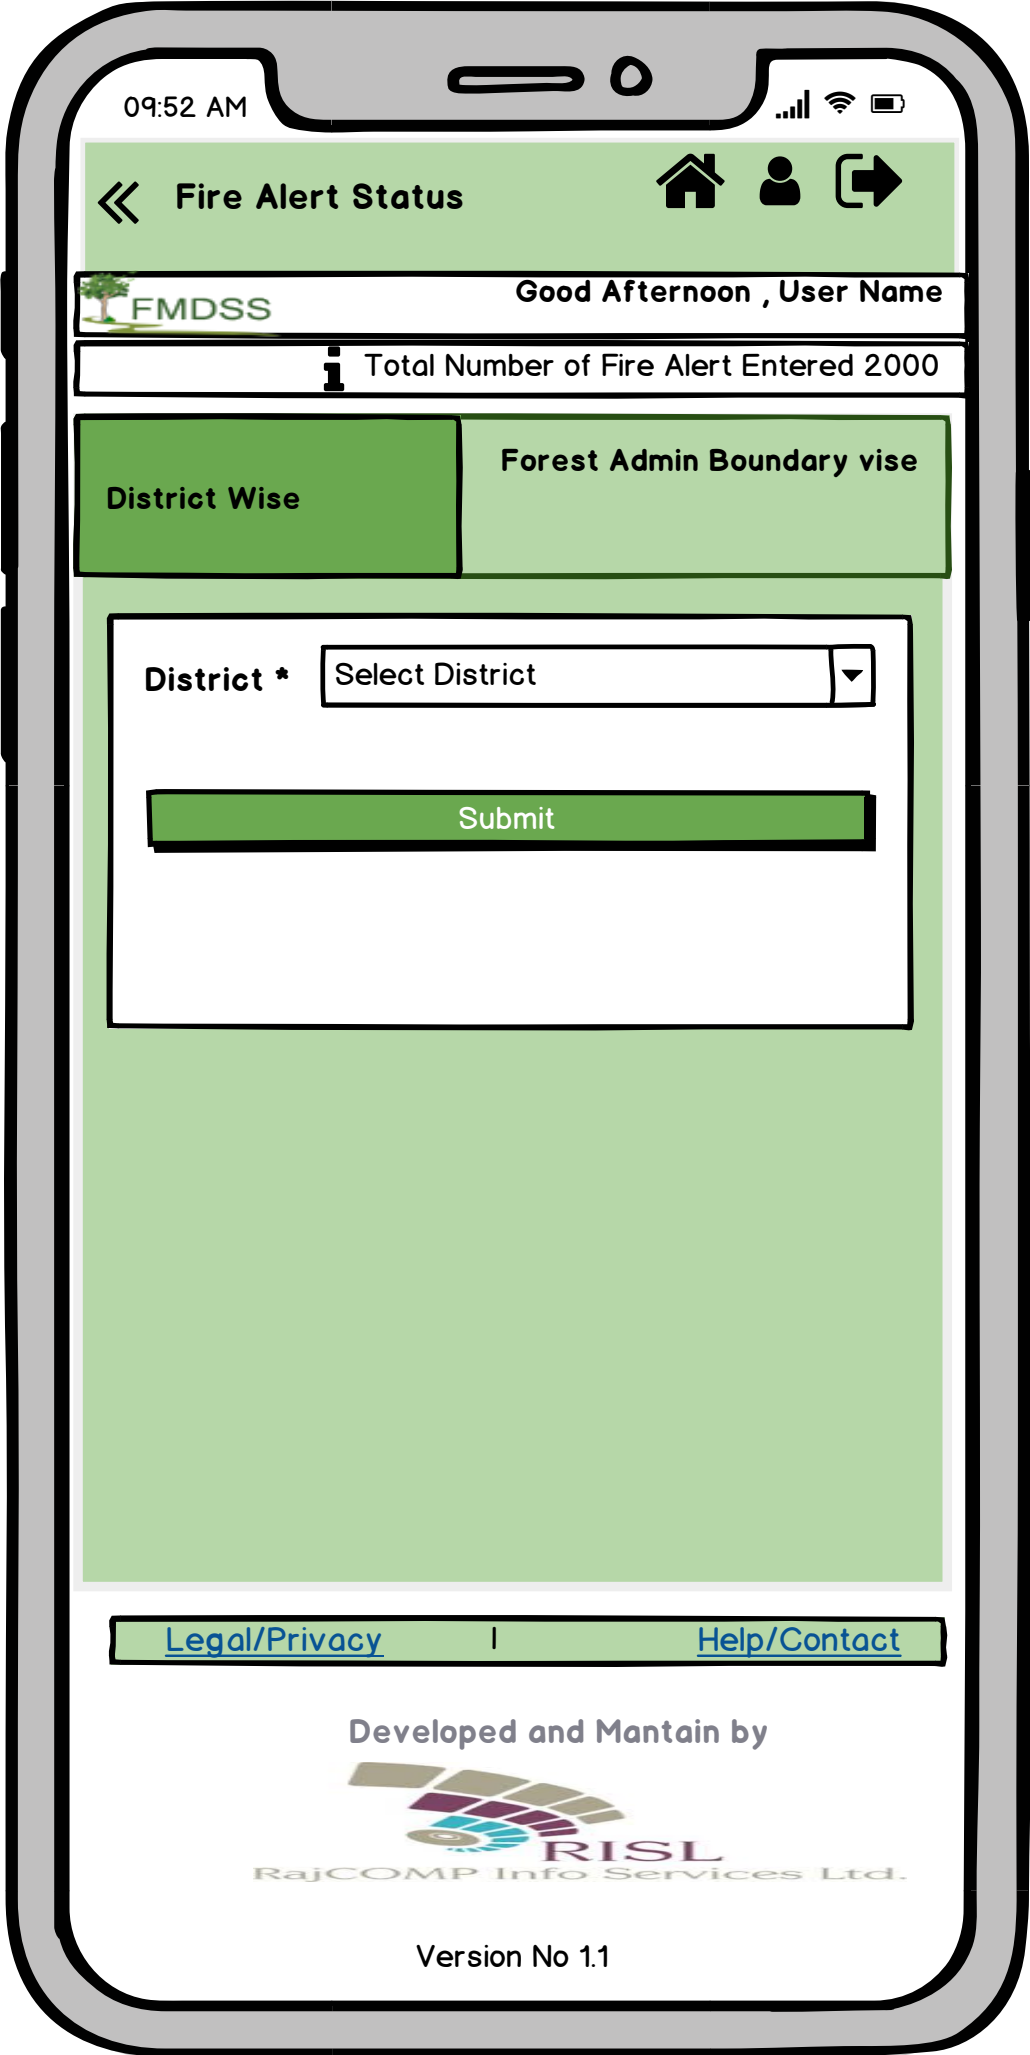 09:52 AM
Fire Alert Status
FMDSS
Good Afternoon , User Name
Total Number of Fire Alert Entered 2000
District Wise
Forest Admin Boundary vise
District *
Select District
Submit
Legal/Privacy | Help/Contact
Developed and Mantain by
RISL
RajCOMP Info Services Ltd.
Version No 1.1